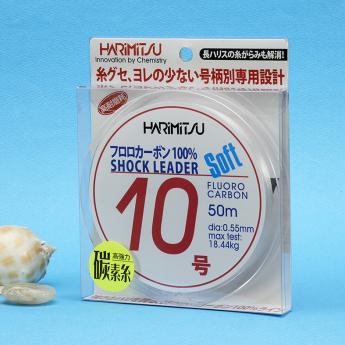 HARIMITSU
Innovation by Chemistry
長ハリスの糸がらみも解消!
糸グセ、ヨレの少ない号柄別専用設計
HARIMITSU
フロロカーボン100%
SHOCK LEADER
Soft
FLUORO
CARBON
10
号
50m
dia:0.55mm
max test:
18.44kg
高強力
碳素糸